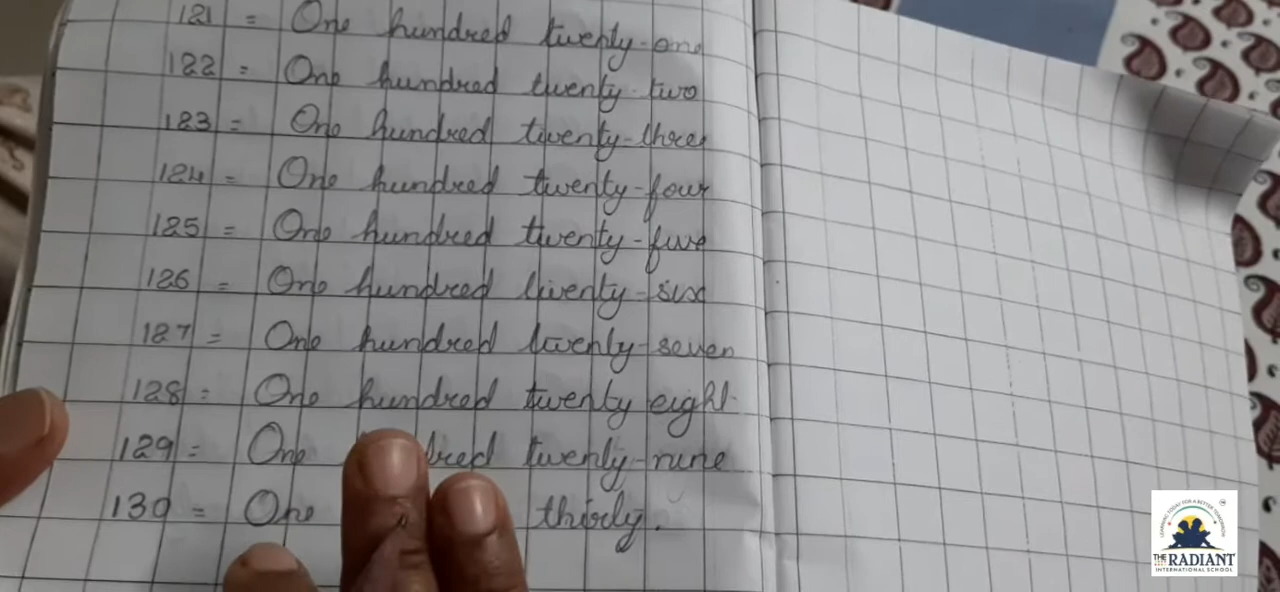 121 = One hundred twenty-one
122 = One hundred twenty-two
123 = One hundred twenty-three
124 = One hundred twenty-four
125 = One hundred twenty-five
126 = One hundred twenty-six
127 = One hundred twenty-seven
128 = One hundred twenty eight
129 = One dred twenty-nine
130 = One thirty.
THE RADIANT
INTERNATIONAL SCHOOL